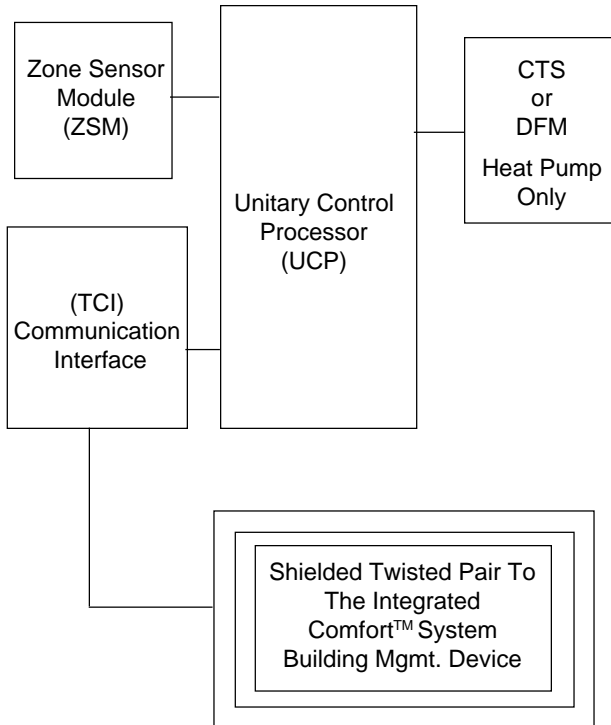 Zone Sensor
Module
(ZSM)
Unitary Control
Processor
(UCP)
CTS
or
DFM
Heat Pump
Only
(TCI)
Communication
Interface
Shielded Twisted Pair To
The Integrated
Comfort™ System
Building Mgmt. Device